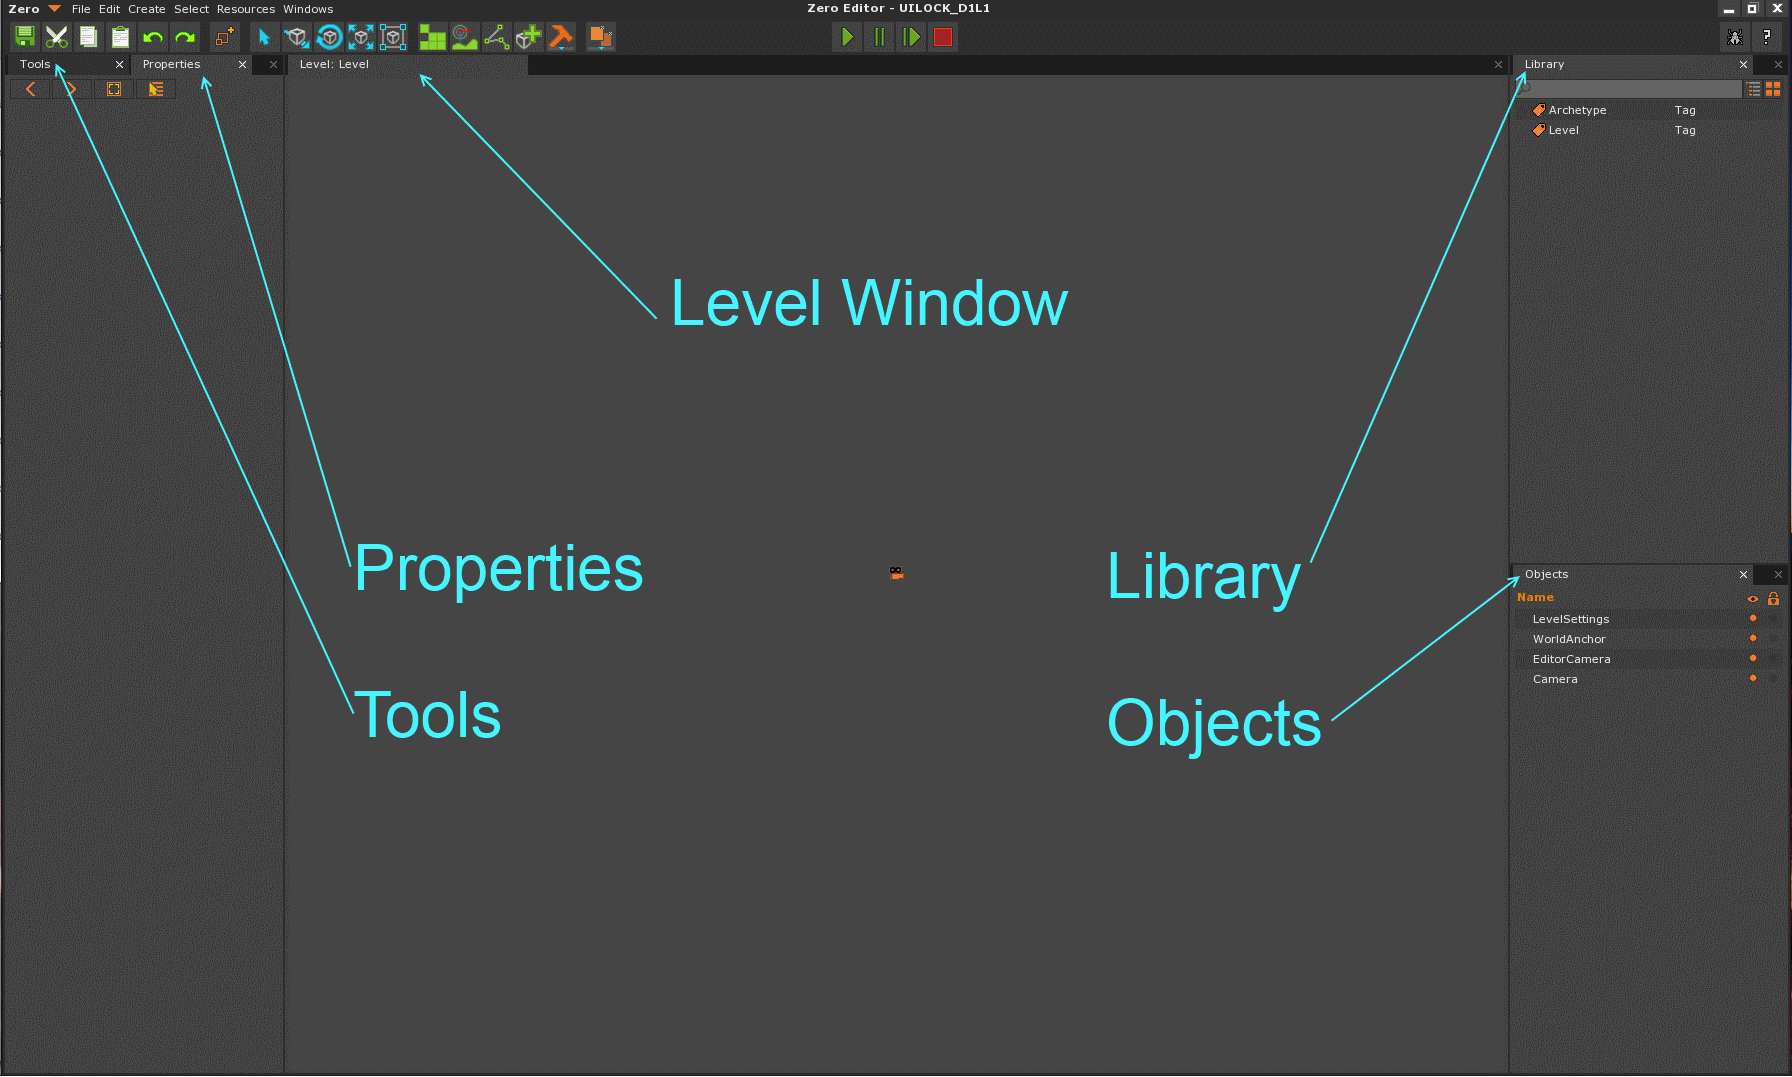 Zero File Edit Create Select Resources Windows
Zero Editor - UILOCK_D1L1
Tools
Properties
Level: Level
Library
Archetype Tag
Level Tag
Level Window
Properties
Library
Tools
Objects
Objects
Name
LevelSettings
WorldAnchor
EditorCamera
Camera